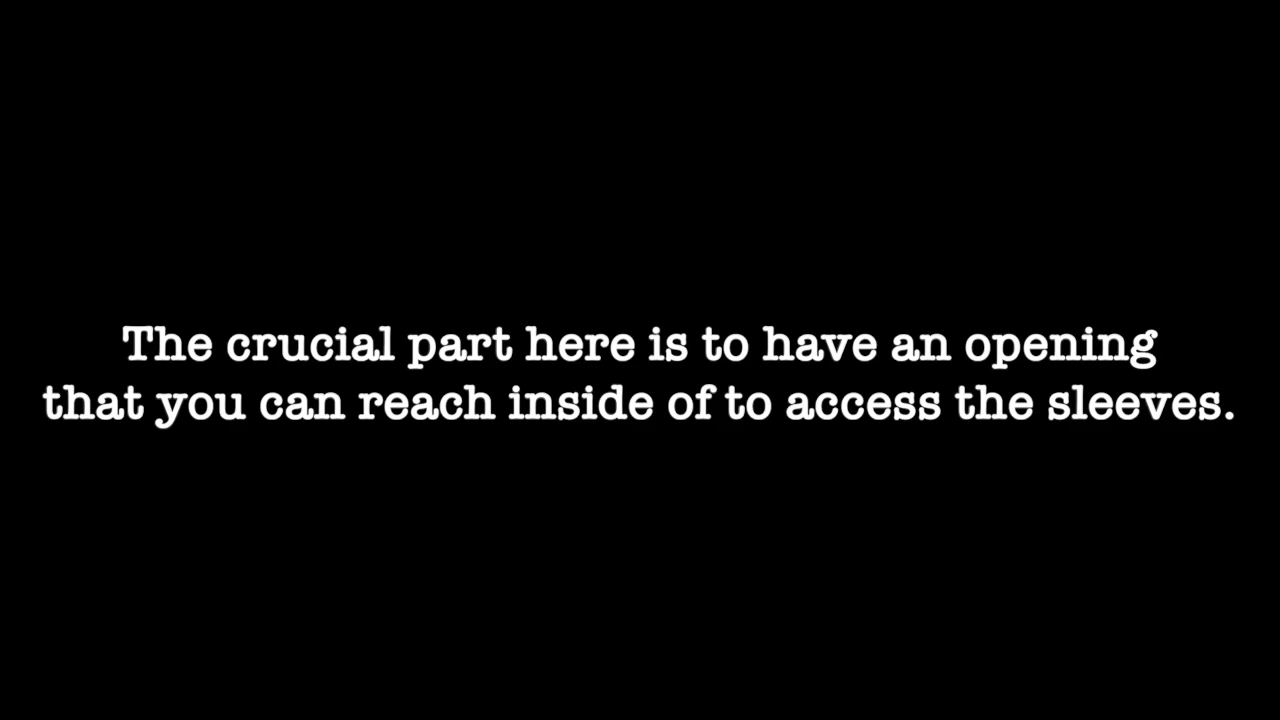 The crucial part here is to have an opening
that you can reach inside of to access the sleeves.